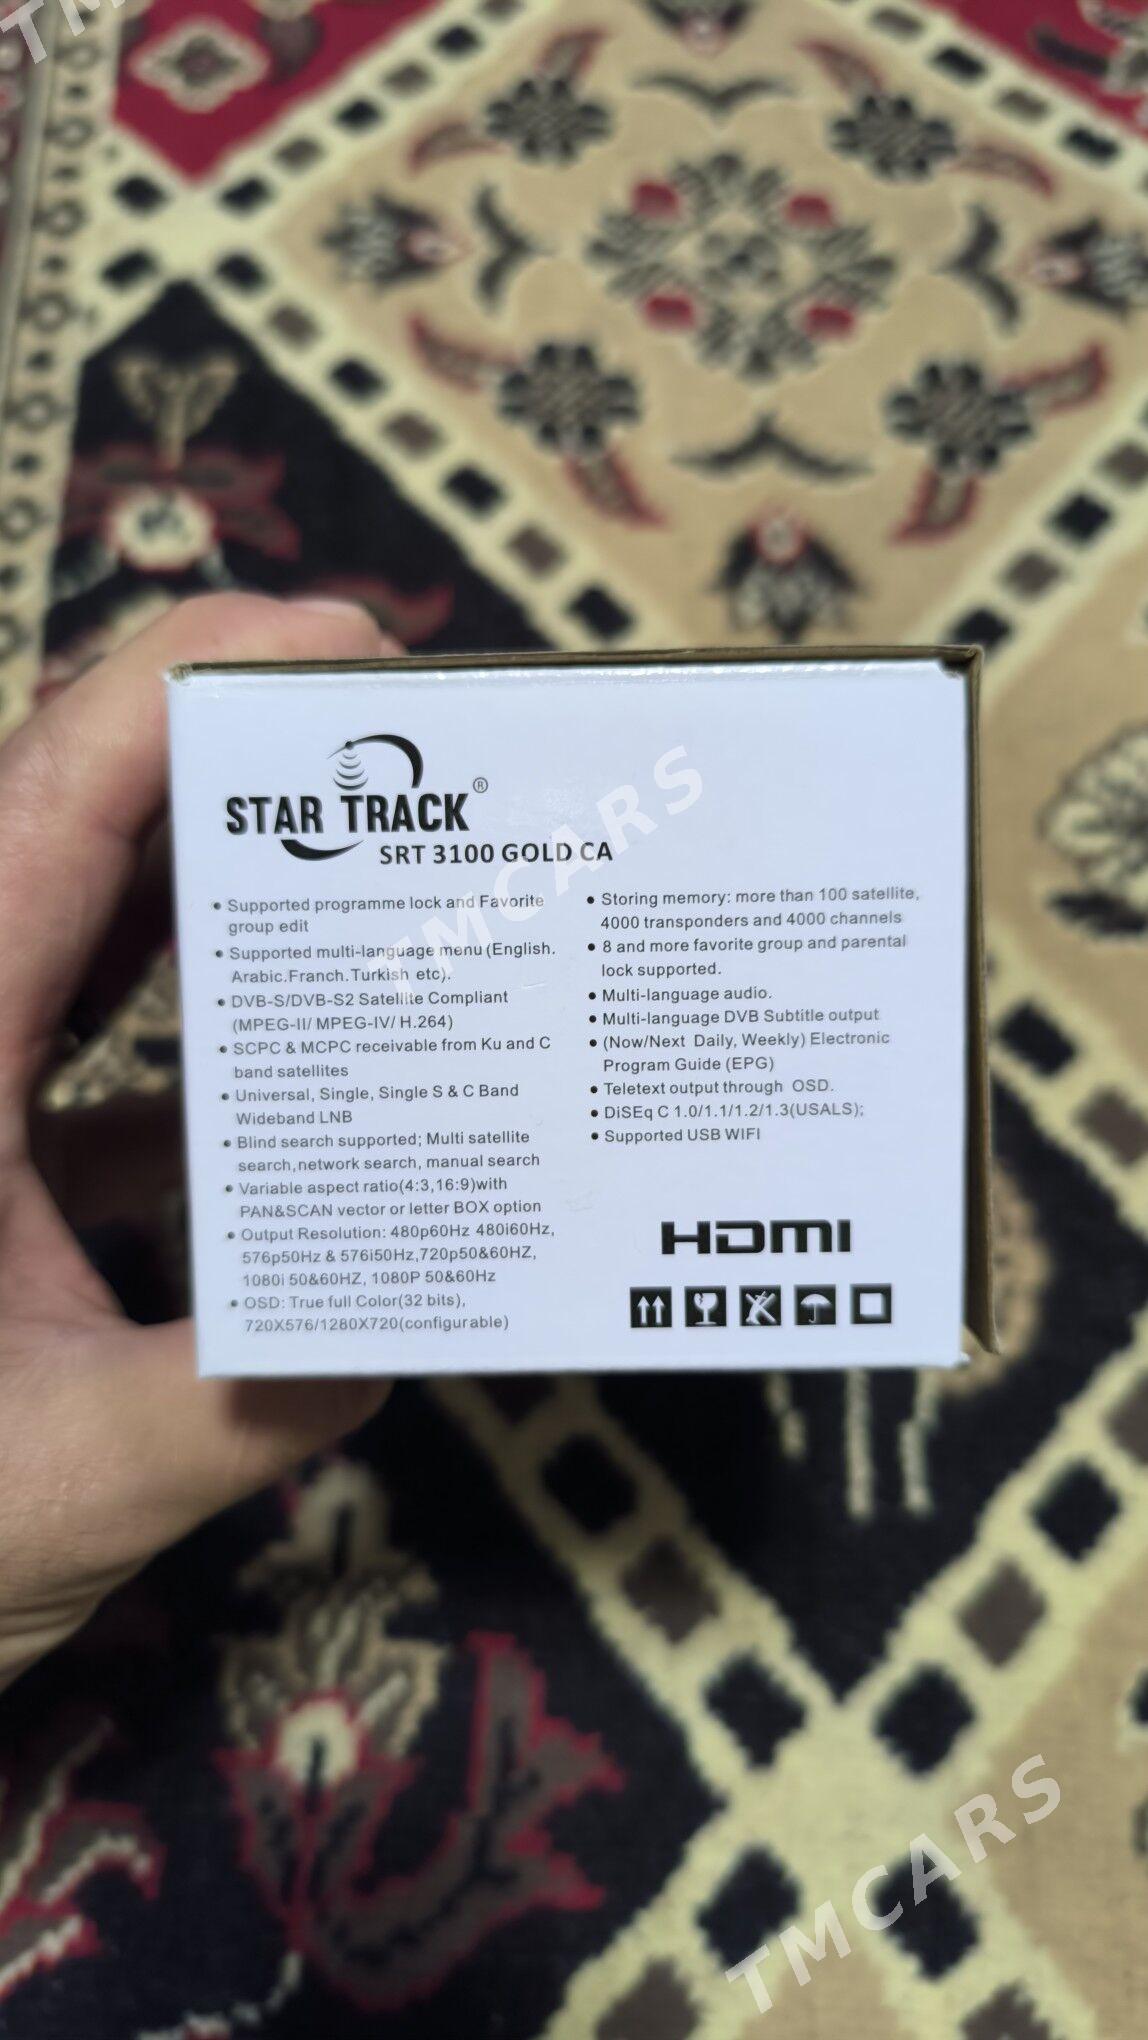 STAR TRACK®
SRT 3100 GOLD CA
• Supported programme lock and Favorite
group edit
• Supported multi-language menu (English.
Arabic.Franch.Turkish etc).
• DVB-S/DVB-S2 Satellite Compliant
(MPEG-II/ MPEG-IV/ H.264)
• SCPC & MCPC receivable from Ku and C
band satellites
• Universal, Single, Single S & C Band
Wideband LNB
• Blind search supported; Multi satellite
search,network search, manual search
• Variable aspect ratio(4:3,16:9)with
PAN&SCAN vector or letter BOX option
• Output Resolution: 480p60Hz 480i60Hz,
576p50Hz & 576i50Hz,720p50&60HZ,
1080i 50&60HZ, 1080P 50&60Hz
• OSD: True full Color(32 bits),
720X576/1280X720(configurable)
• Storing memory: more than 100 satellite,
4000 transponders and 4000 channels
• 8 and more favorite group and parental
lock supported.
• Multi-language audio.
• Multi-language DVB Subtitle output
• (Now/Next Daily, Weekly) Electronic
Program Guide (EPG)
• Teletext output through OSD.
• DiSEq C 1.0/1.1/1.2/1.3(USALS);
• Supported USB WIFI
HDMI
TMCARS
TMCARS